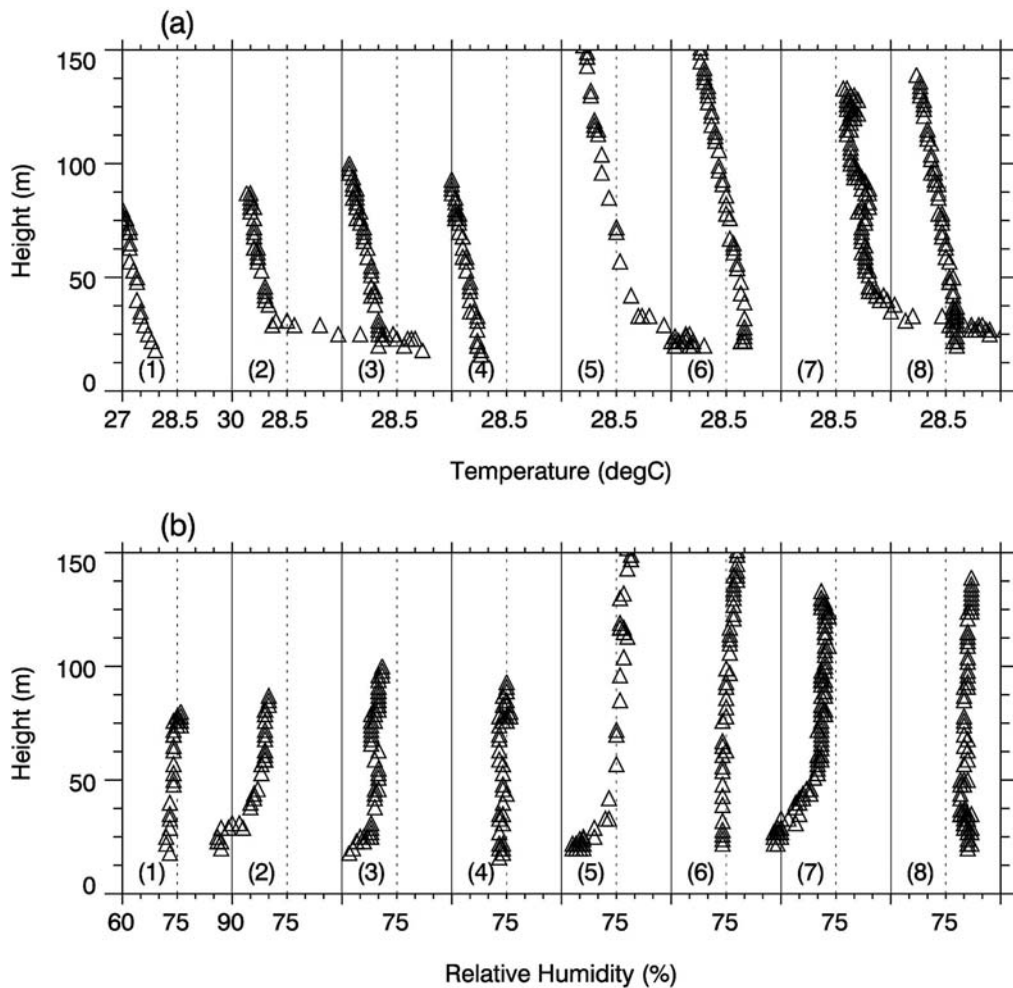 (a)
150
100
50
0
Height (m)
(1) (2) (3) (4) (5) (6) (7) (8)
27 28.5 30 28.5 28.5 28.5 28.5 28.5 28.5 28.5
Temperature (degC)
(b)
150
100
50
0
Height (m)
(1) (2) (3) (4) (5) (6) (7) (8)
60 75 90 75 75 75 75 75 75 75
Relative Humidity (%)